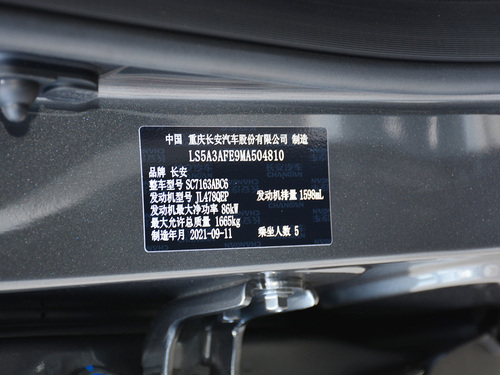 中国 重庆长安汽车股份有限公司 制造
LS5A3AFE9MA504810
品牌 长安
整车型号 SC7163ABC6
发动机型号 JL478QEP 发动机排量 1598mL
发动机最大净功率 86kW
最大允许总质量 1665kg
制造年月 2021-09-11 乘坐人数 5